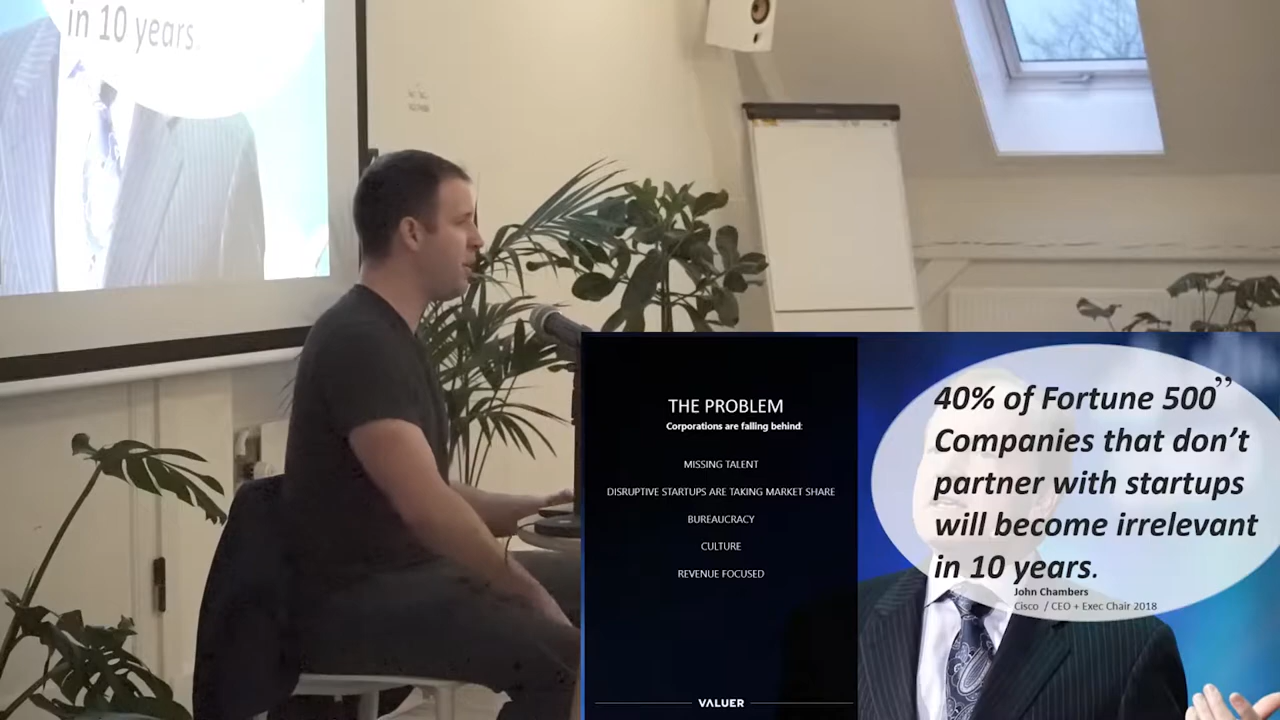 in 10 years.
THE PROBLEM
Corporations are falling behind:
MISSING TALENT
DISRUPTIVE STARTUPS ARE TAKING MARKET SHARE
BUREAUCRACY
CULTURE
REVENUE FOCUSED
VALUER
40% of Fortune 500”
Companies that don’t
partner with startups
will become irrelevant
in 10 years.
John Chambers
Cisco / CEO + Exec Chair 2018